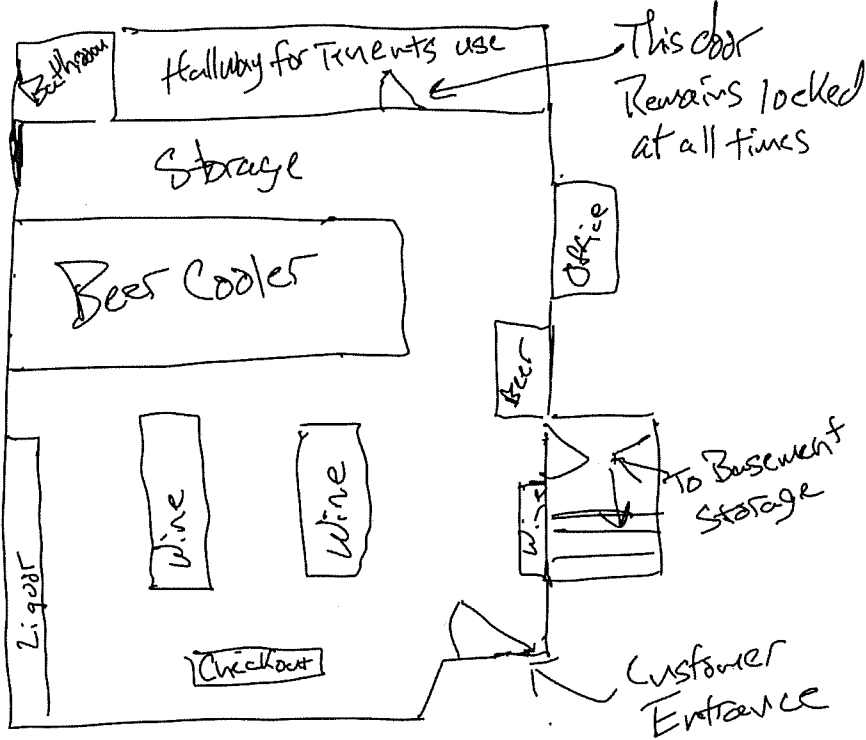 Bathroom
Hallway for Tenents use
This door
Remains locked
at all times
Storage
Office
Beer Cooler
Beer
To Basement
Storage
Wine
Wine
Wine
Liquor
Checkout
Customer
Entrance